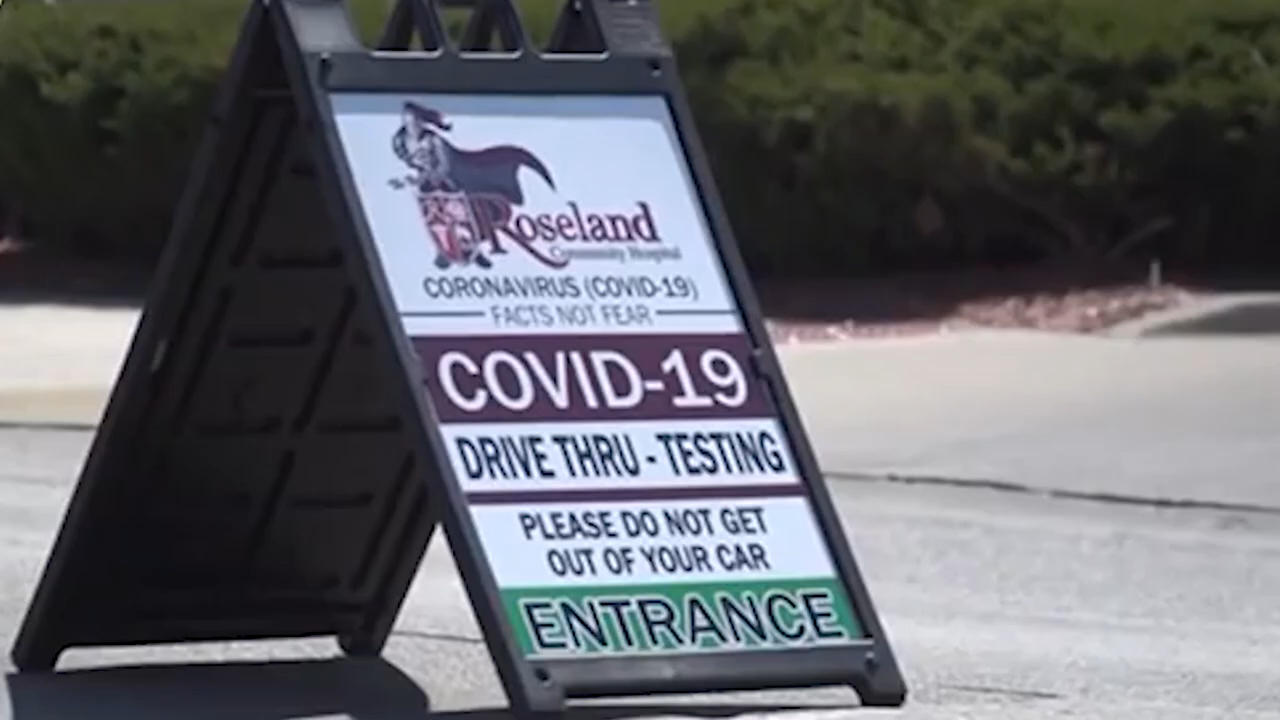 Roseland
Community Hospital
CORONAVIRUS (COVID-19)
FACTS NOT FEAR
COVID-19
DRIVE THRU - TESTING
PLEASE DO NOT GET
OUT OF YOUR CAR
ENTRANCE